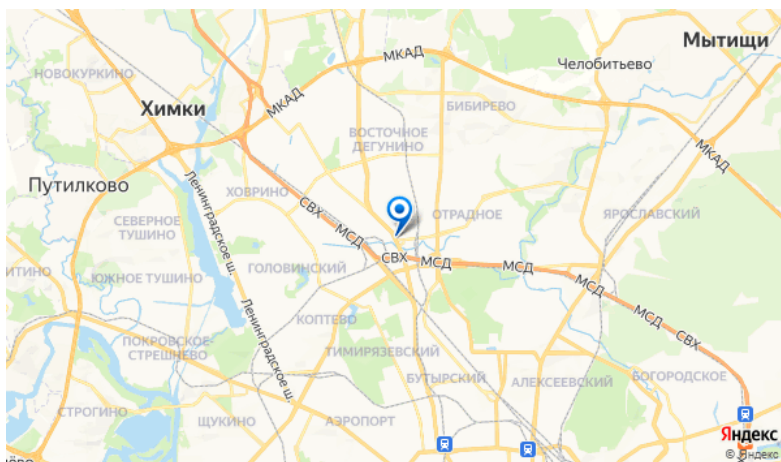 Мытищи
МКАД
Челобитьево
НОВОКУРКИНО
Химки
МКАД
БИБИРЕВО
ВОСТОЧНОЕ
ДЕГУНИНО
МКАД
Путилково
Ленинградское ш.
ХОВРИНО
СВХ
МСД
ОТРАДНОЕ
ЯРОСЛАВСКИЙ
СЕВЕРНОЕ
ТУШИНО
СВХ
МСД
МСД
МСД
МСД
СВХ
ИТИНО
ЮЖНОЕ ТУШИНО
ГОЛОВИНСКИЙ
Ленинградское ш.
КОПТЕВО
ПОКРОВСКОЕ-
СТРЕШНЕВО
ТИМИРЯЗЕВСКИЙ
БУТЫРСКИЙ
АЛЕКСЕЕВСКИЙ
БОГОРОДСКОЕ
СТРОГИНО
ЩУКИНО
АЭРОПОРТ
Яндекс
© Яндекс